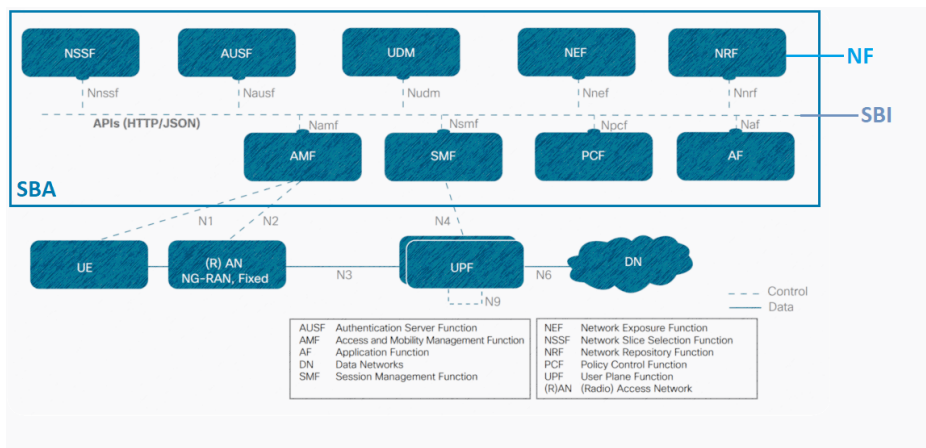 NSSF
AUSF
UDM
NEF
NRF
NF
Nnssf
Nausf
Nudm
Nnef
Nnrf
SBI
APIs (HTTP/JSON)
Namf
Nsmf
Npcf
Naf
AMF
SMF
PCF
AF
SBA
N1
N2
N4
UE
(R) AN
NG-RAN, Fixed
N3
UPF
N6
DN
N9
Control
Data
AUSF Authentication Server Function
AMF Access and Mobility Management Function
AF Application Function
DN Data Networks
SMF Session Management Function
NEF Network Exposure Function
NSSF Network Slice Selection Function
NRF Network Repository Function
PCF Policy Control Function
UPF User Plane Function
(R)AN (Radio) Access Network